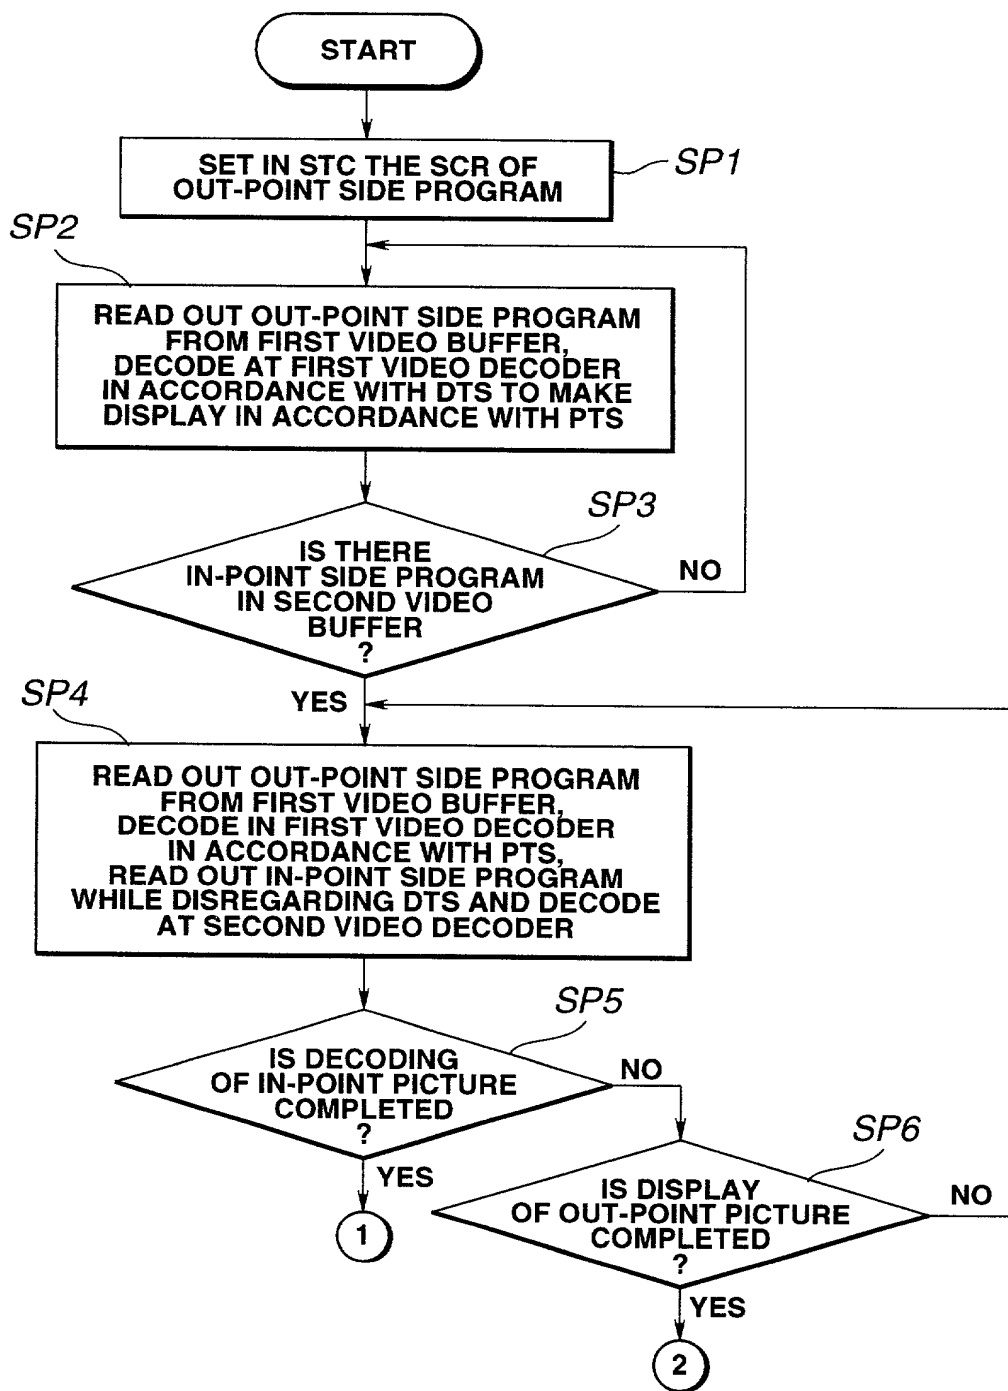 START
SET IN STC THE SCR OF
OUT-POINT SIDE PROGRAM
SP1
SP2
READ OUT OUT-POINT SIDE PROGRAM
FROM FIRST VIDEO BUFFER,
DECODE AT FIRST VIDEO DECODER
IN ACCORDANCE WITH DTS TO MAKE
DISPLAY IN ACCORDANCE WITH PTS
SP3
IS THERE
IN-POINT SIDE PROGRAM
IN SECOND VIDEO
BUFFER
?
NO
YES
SP4
READ OUT OUT-POINT SIDE PROGRAM
FROM FIRST VIDEO BUFFER,
DECODE IN FIRST VIDEO DECODER
IN ACCORDANCE WITH PTS,
READ OUT IN-POINT SIDE PROGRAM
WHILE DISREGARDING DTS AND DECODE
AT SECOND VIDEO DECODER
SP5
IS DECODING
OF IN-POINT PICTURE
COMPLETED
?
NO
YES
1
SP6
IS DISPLAY
OF OUT-POINT PICTURE
COMPLETED
?
NO
YES
2